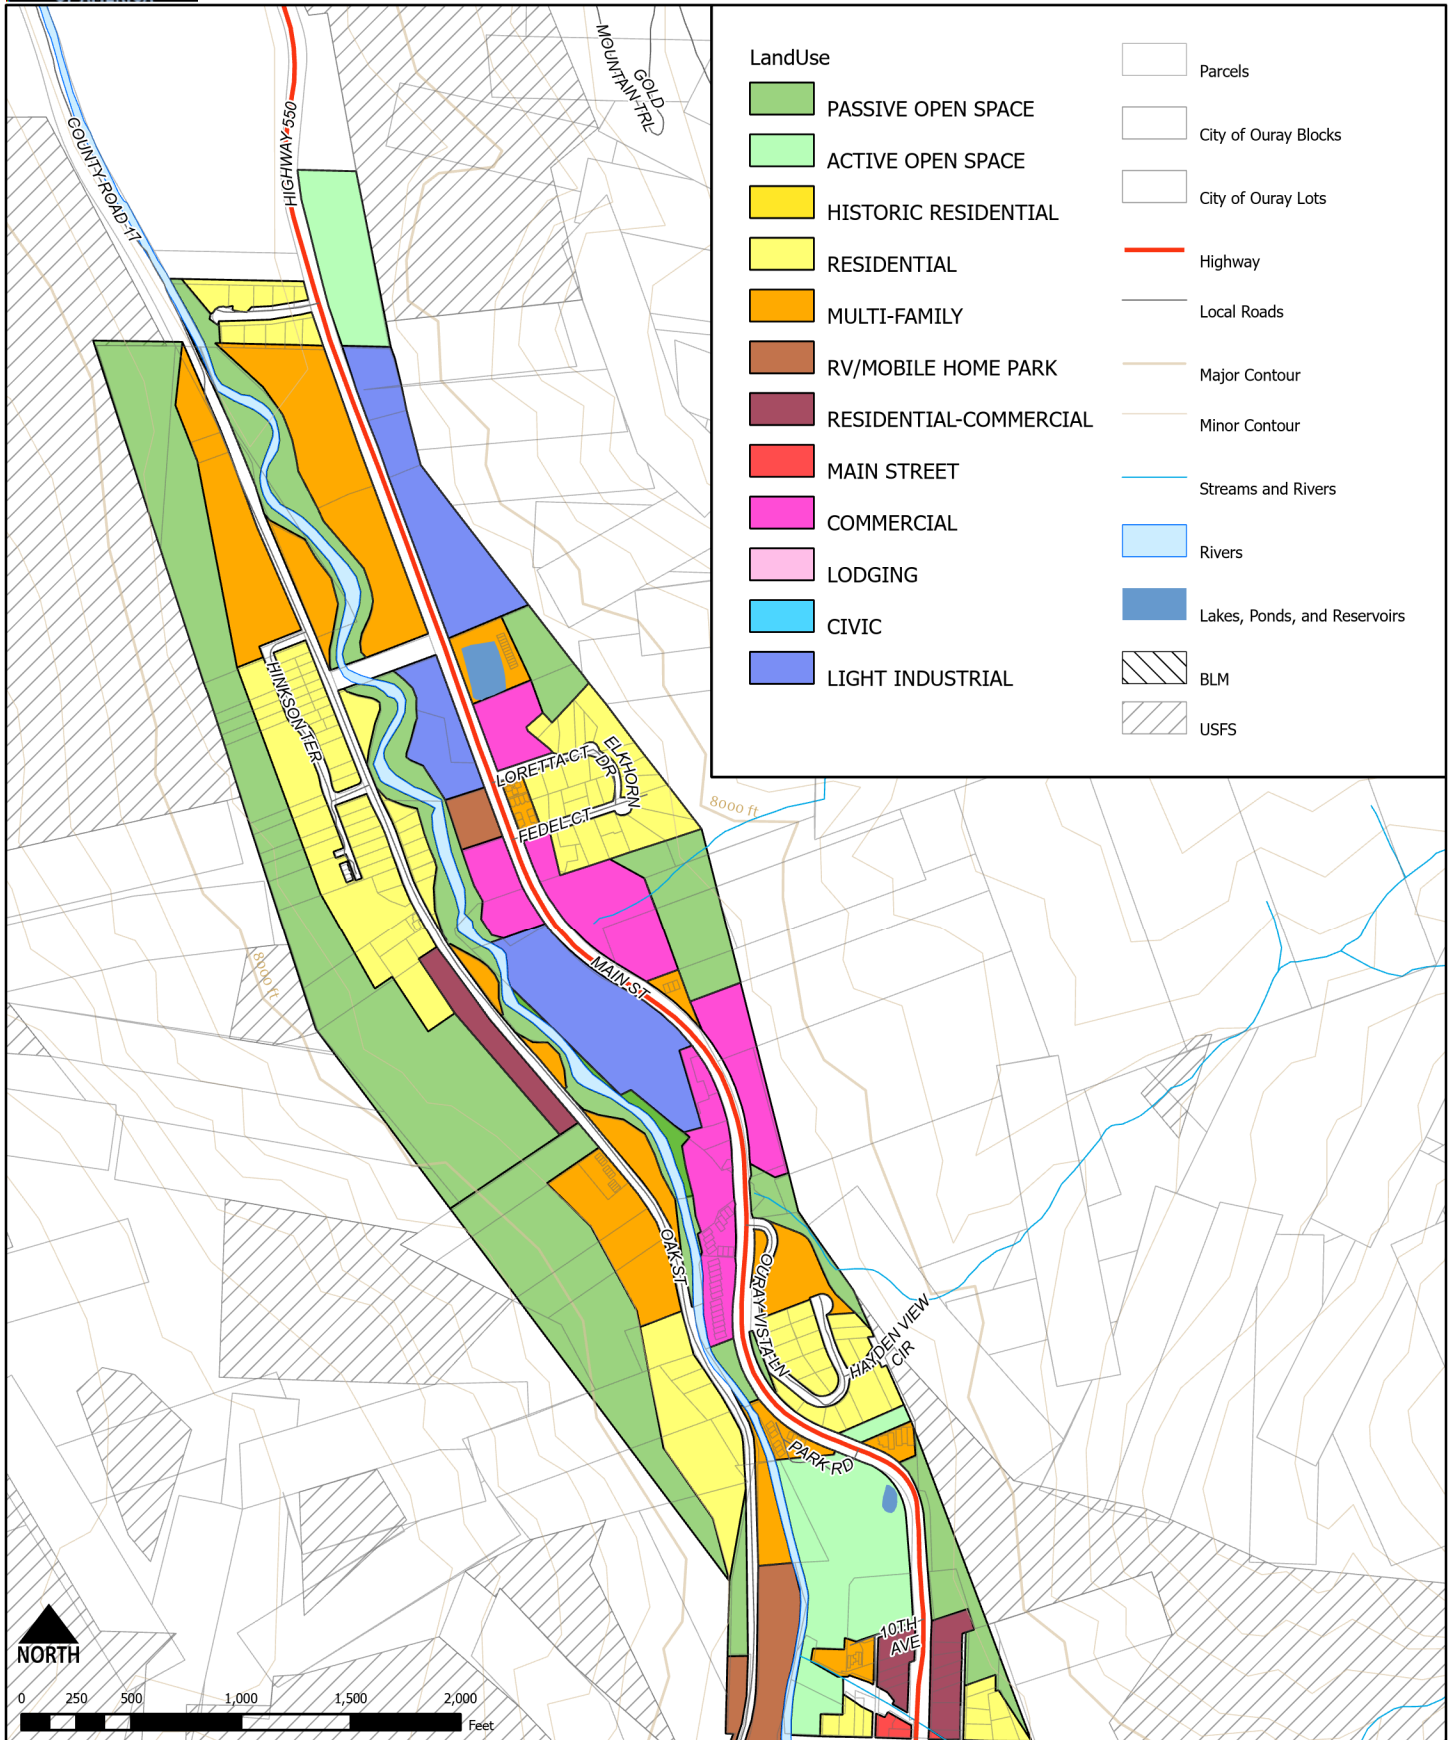 LandUse
PASSIVE OPEN SPACE
ACTIVE OPEN SPACE
HISTORIC RESIDENTIAL
RESIDENTIAL
MULTI-FAMILY
RV/MOBILE HOME PARK
RESIDENTIAL-COMMERCIAL
MAIN STREET
COMMERCIAL
LODGING
CIVIC
LIGHT INDUSTRIAL
Parcels
City of Ouray Blocks
City of Ouray Lots
Highway
Local Roads
Major Contour
Minor Contour
Streams and Rivers
Rivers
Lakes, Ponds, and Reservoirs
BLM
USFS
COUNTY ROAD 17
HIGHWAY 550
GOLD
MOUNTAIN TRL
HINKSON TER
LORETTA CT
ELKHORN
DR
FEDEL CT
8000 ft
MAIN ST
8000 ft
OAK ST
OURAY VISTA LN
HAYDEN VIEW
CIR
PARK RD
10TH
AVE
NORTH
0 250 500 1,000 1,500 2,000
Feet